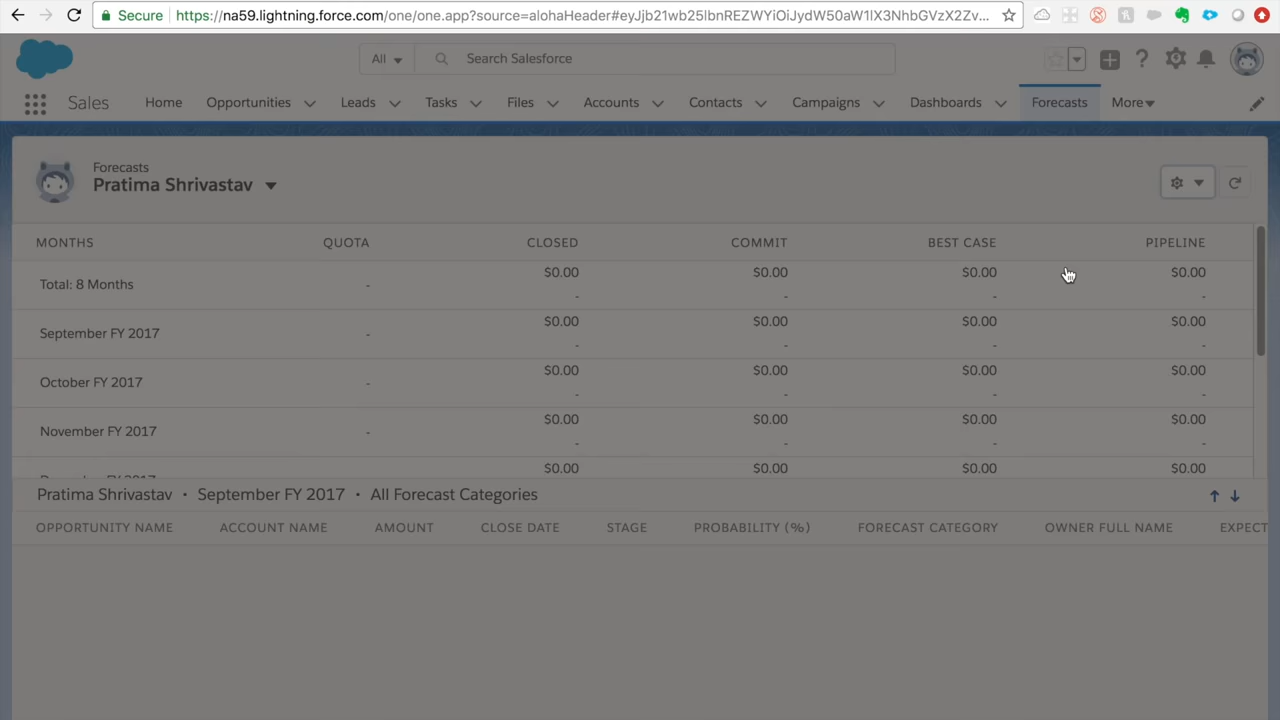 Secure https://na59.lightning.force.com/one/one.app?source=alohaHeader#eyJjb21wb25lbnREZWYiOiJydW50aW1lX3NhbGVzX2Zv...
All Search Salesforce
Sales Home Opportunities Leads Tasks Files Accounts Contacts Campaigns Dashboards Forecasts More
Forecasts
Pratima Shrivastav
MONTHS QUOTA CLOSED COMMIT BEST CASE PIPELINE
Total: 8 Months - $0.00 - $0.00 - $0.00 - $0.00 -
September FY 2017 - $0.00 - $0.00 - $0.00 - $0.00 -
October FY 2017 - $0.00 - $0.00 - $0.00 - $0.00 -
November FY 2017 - $0.00 - $0.00 - $0.00 - $0.00 -
$0.00 $0.00 $0.00 $0.00
Pratima Shrivastav • September FY 2017 • All Forecast Categories
OPPORTUNITY NAME ACCOUNT NAME AMOUNT CLOSE DATE STAGE PROBABILITY (%) FORECAST CATEGORY OWNER FULL NAME EXPECT